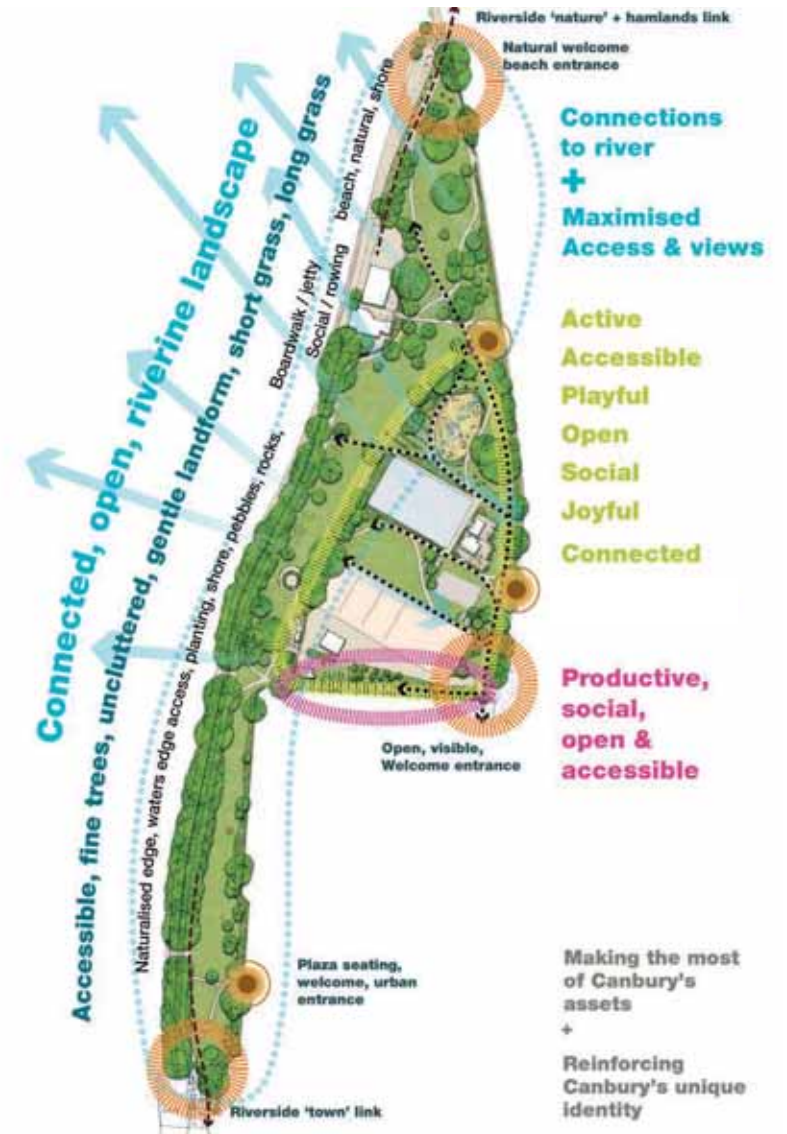 Riverside ‘nature’ + hamlands link
Natural welcome
beach entrance
Connections
to river
+
Maximised
Access & views
Active
Accessible
Playful
Open
Social
Joyful
Connected
Productive,
social,
open &
accessible
Connected, open, riverine landscape
Accessible, fine trees, uncluttered, gentle landform, short grass, long grass
Naturalised edge, waters edge access, planting, shore, pebbles, rocks,
Boardwalk / jetty
Social / rowing
beach, natural, shore
Open, visible,
Welcome entrance
Plaza seating,
welcome, urban
entrance
Riverside ‘town’ link
Making the most
of Canbury’s
assets
+
Reinforcing
Canbury’s unique
identity